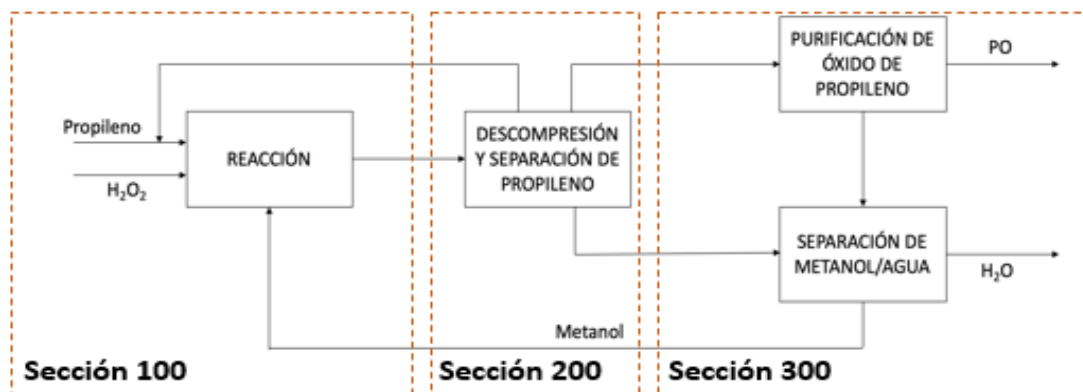 Propileno
H₂O₂
REACCIÓN
DESCOMPRESIÓN
Y SEPARACIÓN DE
PROPILENO
PURIFICACIÓN DE
ÓXIDO DE
PROPILENO
PO
SEPARACIÓN DE
METANOL/AGUA
H₂O
Metanol
Sección 100
Sección 200
Sección 300